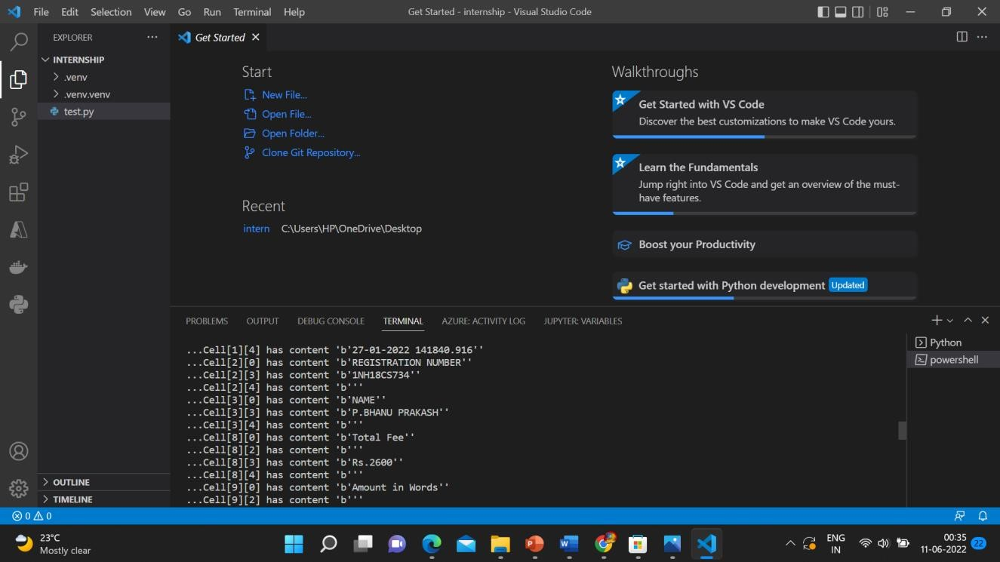 File Edit Selection View Go Run Terminal Help
Get Started - internship - Visual Studio Code
EXPLORER
INTERNSHIP
.venv
.venv.venv
test.py
OUTLINE
TIMELINE
Get Started
Start
New File...
Open File...
Open Folder...
Clone Git Repository...
Recent
intern C:\Users\HP\OneDrive\Desktop
Walkthroughs
Get Started with VS Code
Discover the best customizations to make VS Code yours.
Learn the Fundamentals
Jump right into VS Code and get an overview of the must-
have features.
Boost your Productivity
Get started with Python development Updated
PROBLEMS OUTPUT DEBUG CONSOLE TERMINAL AZURE: ACTIVITY LOG JUPYTER: VARIABLES
...Cell[1][4] has content 'b'27-01-2022 141840.916''
...Cell[2][0] has content 'b'REGISTRATION NUMBER''
...Cell[2][3] has content 'b'1NH18CS734''
...Cell[2][4] has content 'b'''
...Cell[3][0] has content 'b'NAME''
...Cell[3][3] has content 'b'P.BHANU PRAKASH''
...Cell[3][4] has content 'b'''
...Cell[8][0] has content 'b'Total Fee''
...Cell[8][2] has content 'b'''
...Cell[8][3] has content 'b'Rs.2600''
...Cell[8][4] has content 'b'''
...Cell[9][0] has content 'b'Amount in Words''
...Cell[9][2] has content 'b'''
Python
powershell
0 0
23°C
Mostly clear
ENG
IN
00:35
11-06-2022
22